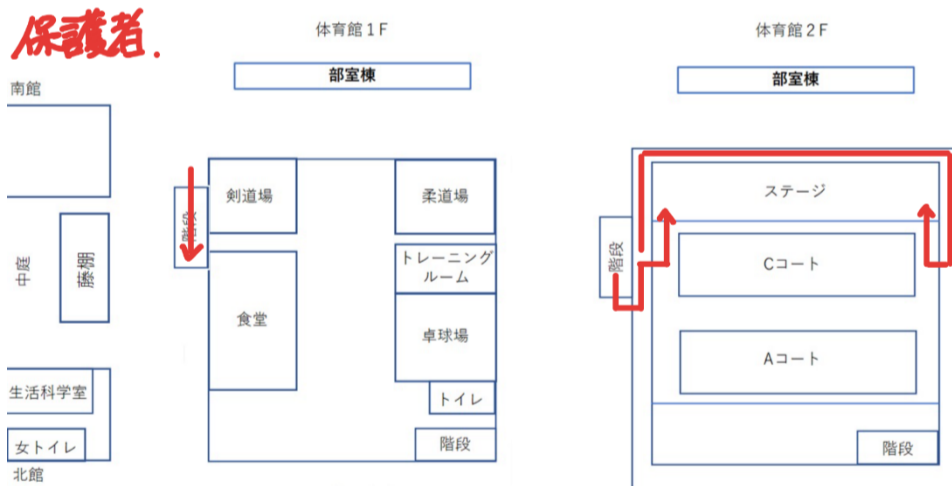 保護者.
体育館1F
体育館2F
部室棟
部室棟
南館
剣道場
柔道場
ステージ
階段
階段
中庭
藤棚
トレーニング
ルーム
Cコート
食堂
卓球場
Aコート
生活科学室
トイレ
女トイレ
階段
階段
北館